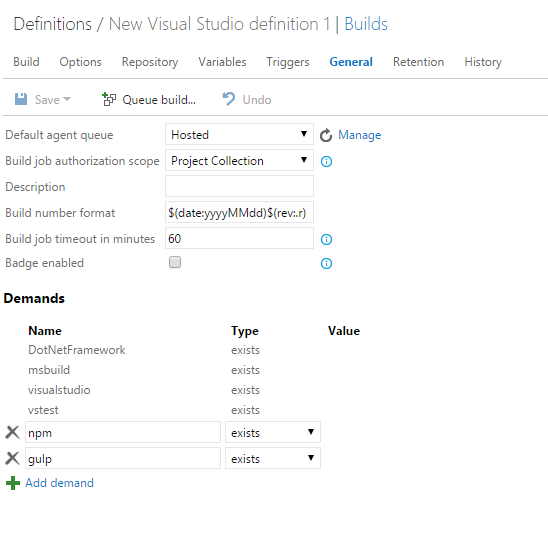 Definitions / New Visual Studio definition 1 | Builds
Build Options Repository Variables Triggers General Retention History
Save Queue build... Undo
Default agent queue Hosted Manage
Build job authorization scope Project Collection
Description
Build number format $(date:yyyyMMdd)$(rev:.r)
Build job timeout in minutes 60
Badge enabled
Demands
Name Type Value
DotNetFramework exists
msbuild exists
visualstudio exists
vstest exists
npm exists
gulp exists
Add demand